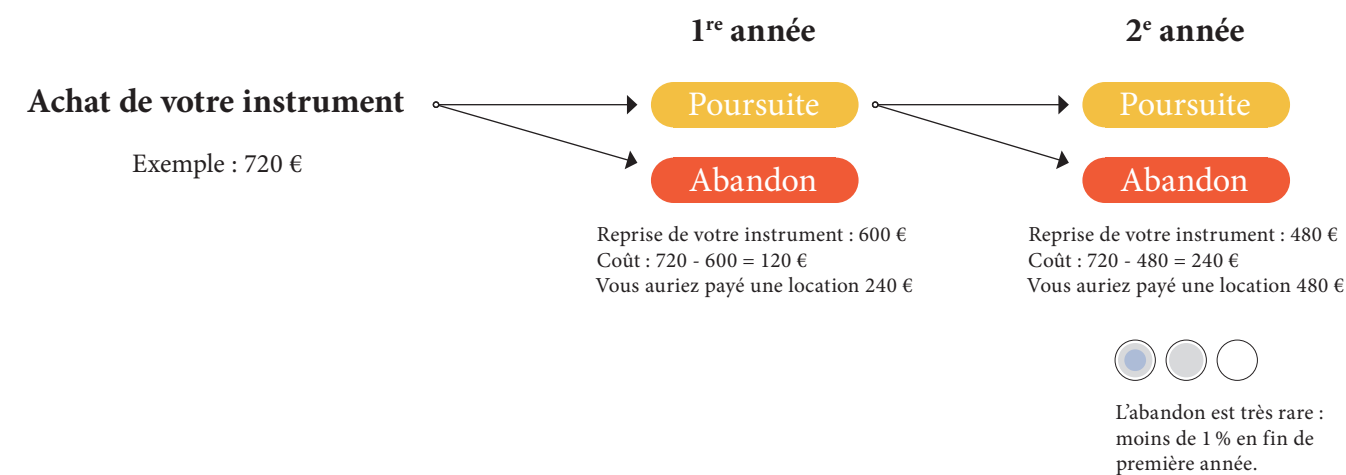 1re année
2e année
Achat de votre instrument
Poursuite
Poursuite
Exemple : 720 €
Abandon
Abandon
Reprise de votre instrument : 600 €
Coût : 720 - 600 = 120 €
Vous auriez payé une location 240 €
Reprise de votre instrument : 480 €
Coût : 720 - 480 = 240 €
Vous auriez payé une location 480 €
L’abandon est très rare :
moins de 1 % en fin de
première année.